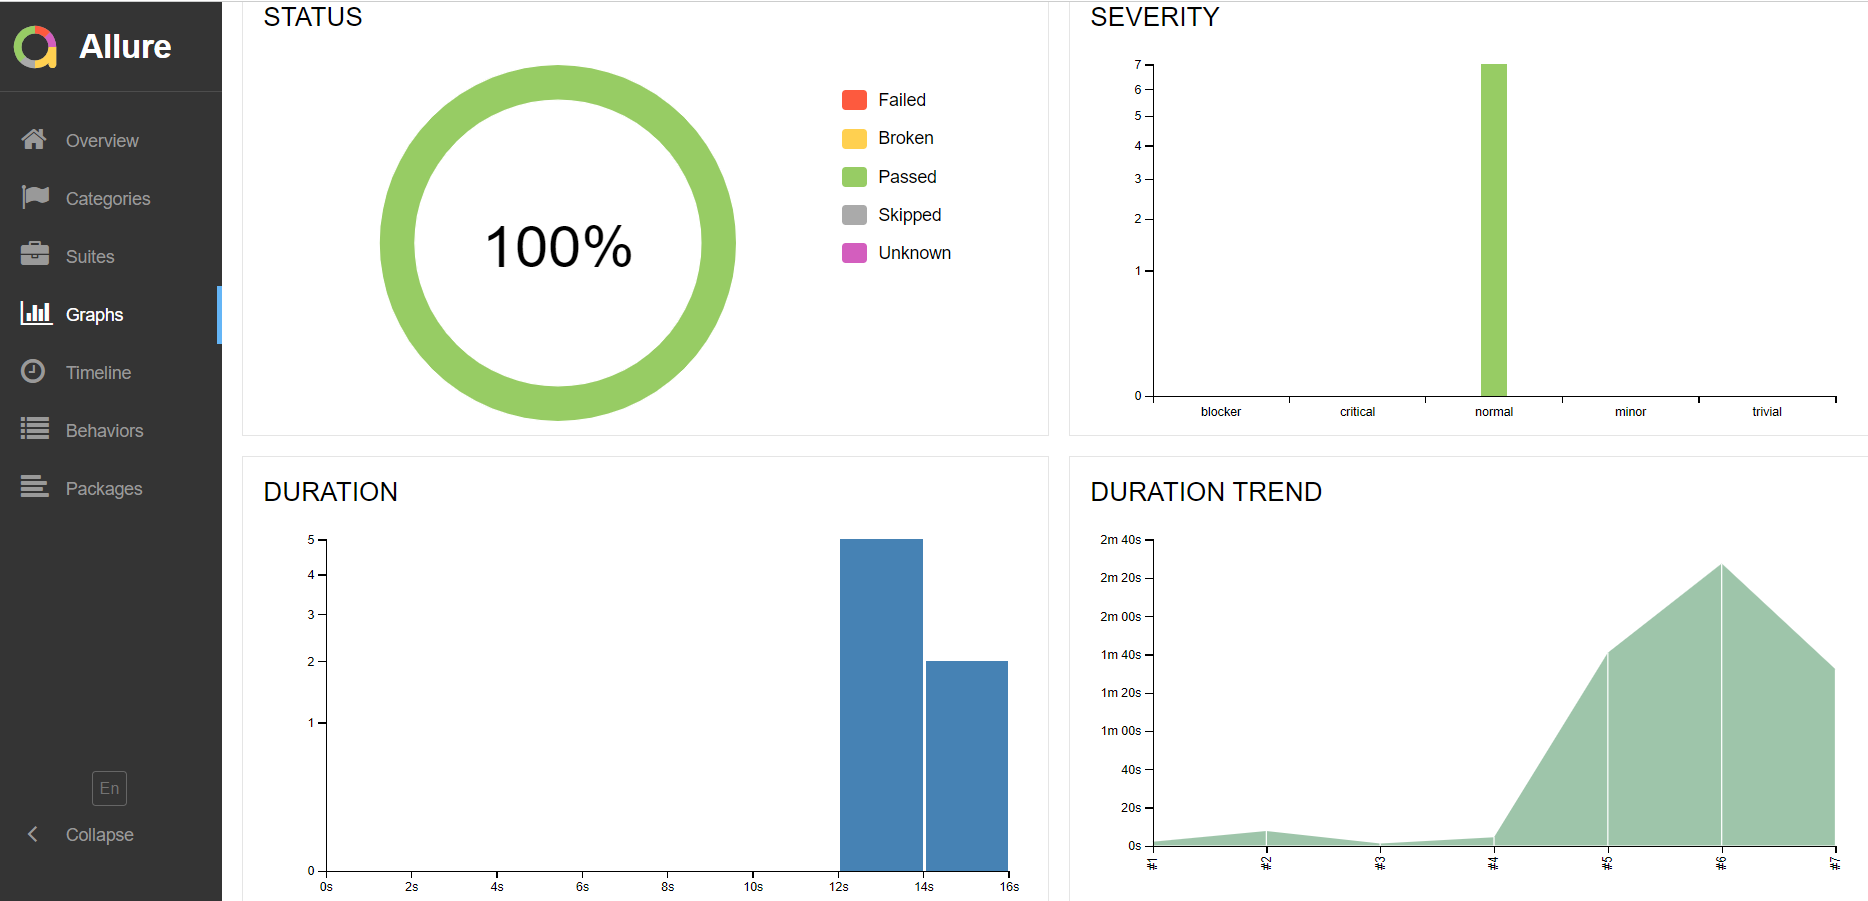 Allure
Overview
Categories
Suites
Graphs
Timeline
Behaviors
Packages
En
Collapse
STATUS
100%
Failed
Broken
Passed
Skipped
Unknown
SEVERITY
7
6
5
4
3
2
1
0
blocker critical normal minor trivial
DURATION
5
4
3
2
1
0
0s 2s 4s 6s 8s 10s 12s 14s 16s
DURATION TREND
2m 40s
2m 20s
2m 00s
1m 40s
1m 20s
1m 00s
40s
20s
0s
#1 #2 #3 #4 #5 #6 #7